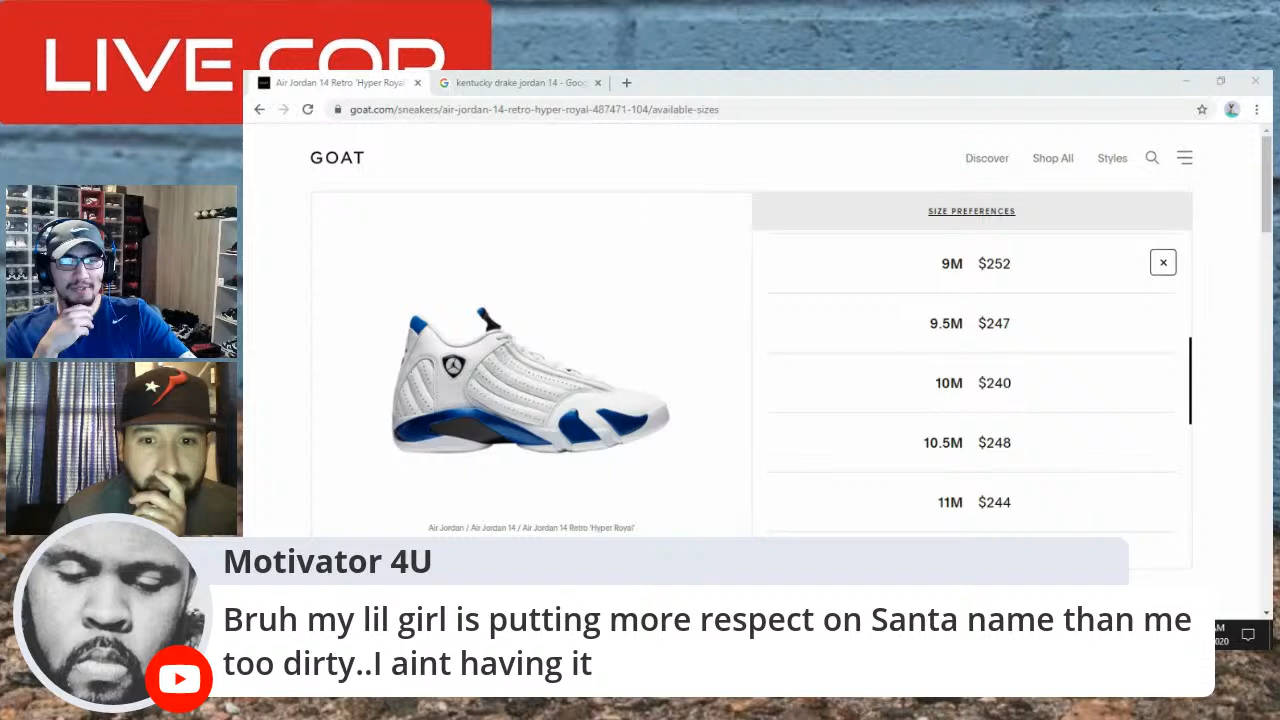 LIVE COP
Air Jordan 14 Retro 'Hyper Royal'
kentucky drake jordan 14 - Goo
goat.com/sneakers/air-jordan-14-retro-hyper-royal-487471-104/available-sizes
GOAT
Discover Shop All Styles
SIZE PREFERENCES
9M $252
9.5M $247
10M $240
10.5M $248
11M $244
Air Jordan / Air Jordan 14 / Air Jordan 14 Retro 'Hyper Royal'
Motivator 4U
Bruh my lil girl is putting more respect on Santa name than me
too dirty..I aint having it
AM
2020